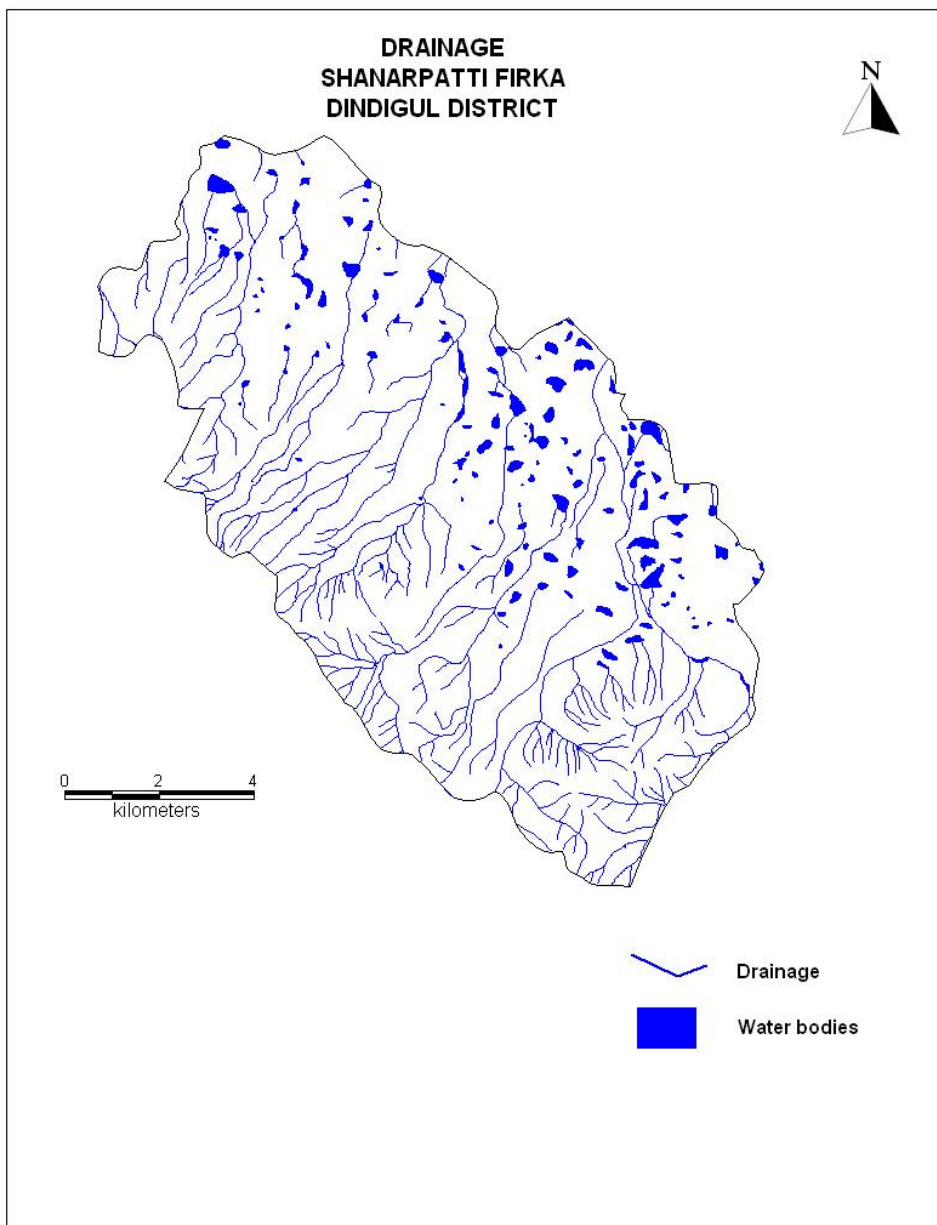 DRAINAGE
SHANARPATTI FIRKA
DINDIGUL DISTRICT
N
0 2 4
kilometers
Drainage
Water bodies